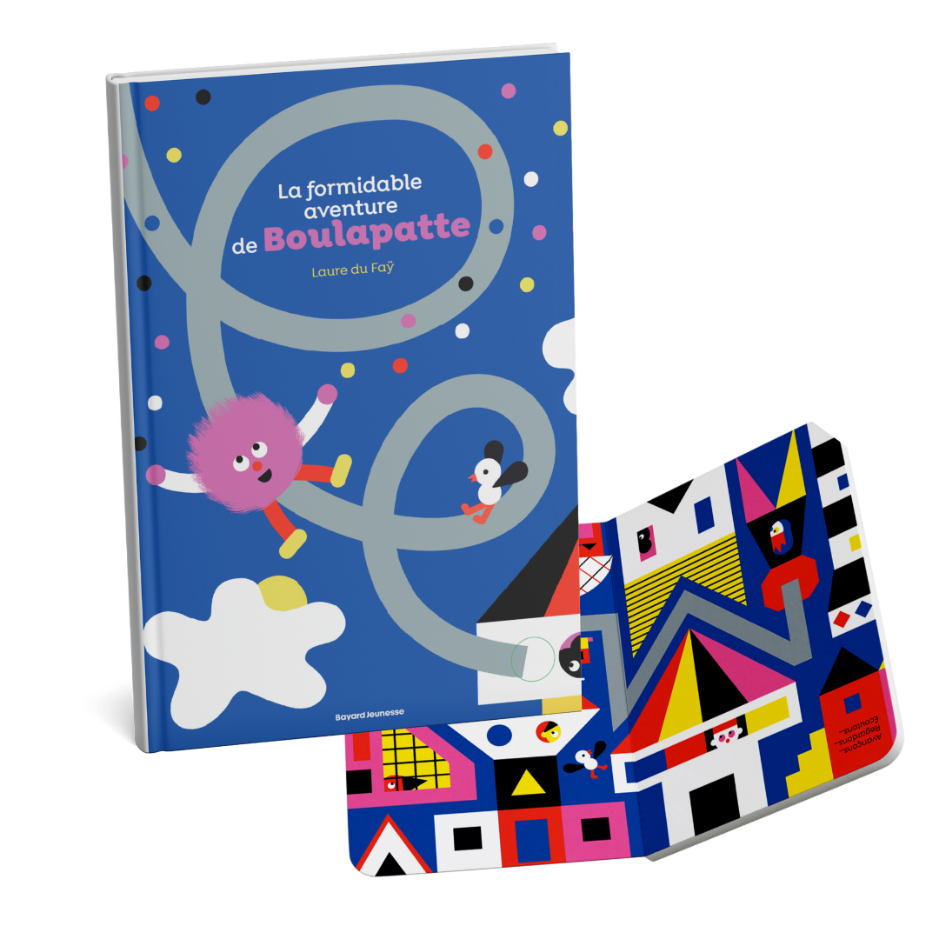 La formidable
aventure
de Boulapatte
Laure du Faÿ
Bayard Jeunesse
Avançons...
Regardons...
Écoutons...